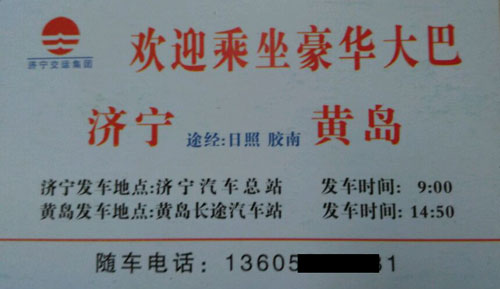 济宁交运集团
欢迎乘坐豪华大巴
济宁 途经:日照 胶南 黄岛
济宁发车地点:济宁汽车总站 发车时间: 9:00
黄岛发车地点:黄岛长途汽车站 发车时间: 14:50
随车电话: 13605 31